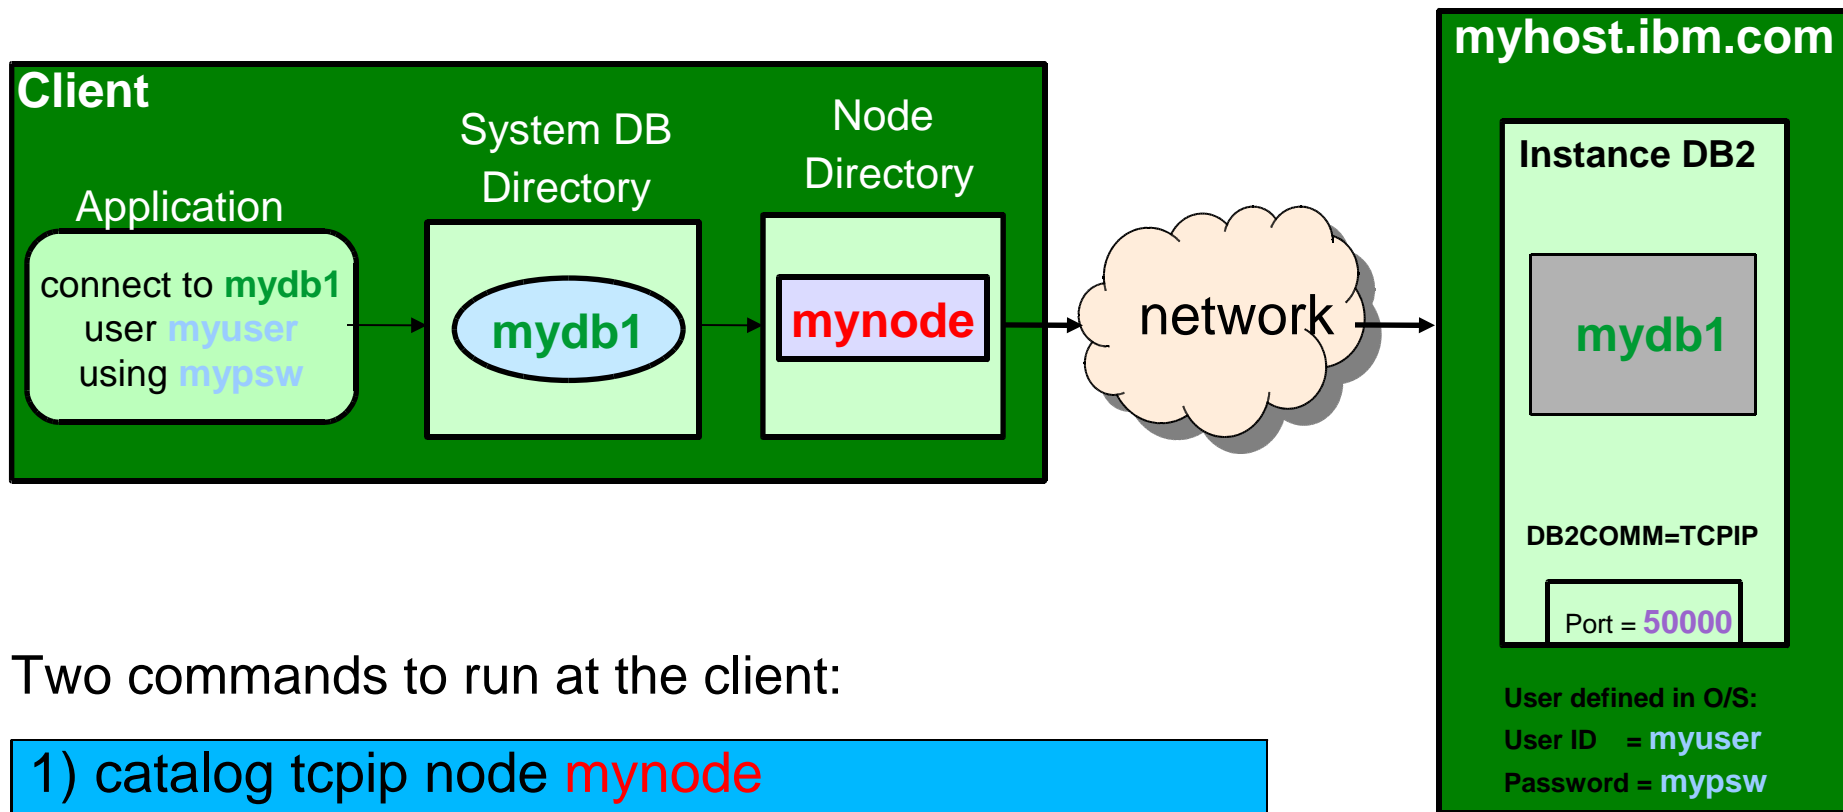 Client
Application
connect to mydb1
user myuser
using mypsw
System DB
Directory
mydb1
Node
Directory
mynode
network
myhost.ibm.com
Instance DB2
mydb1
DB2COMM=TCPIP
Port = 50000
User defined in O/S:
User ID = myuser
Password = mypsw
Two commands to run at the client:
1) catalog tcpip node mynode